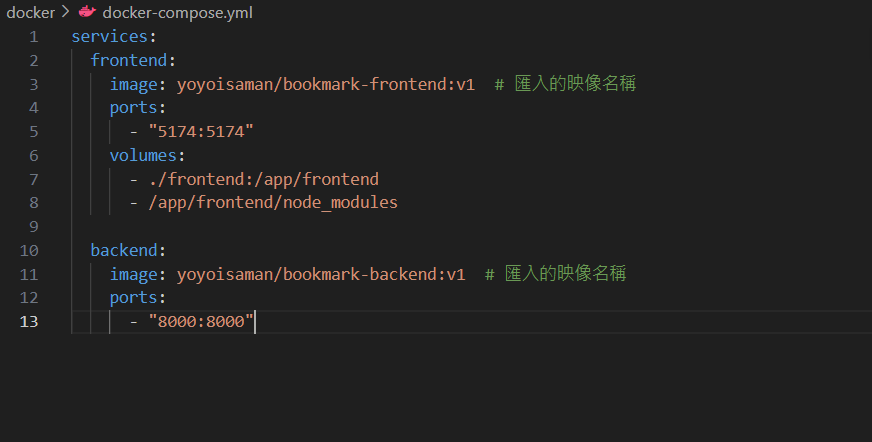 docker > docker-compose.yml
1 services:
2   frontend:
3     image: yoyoisaman/bookmark-frontend:v1  # 匯入的映像名稱
4     ports:
5       - "5174:5174"
6     volumes:
7       - ./frontend:/app/frontend
8       - /app/frontend/node_modules
9
10   backend:
11     image: yoyoisaman/bookmark-backend:v1  # 匯入的映像名稱
12     ports:
13       - "8000:8000"